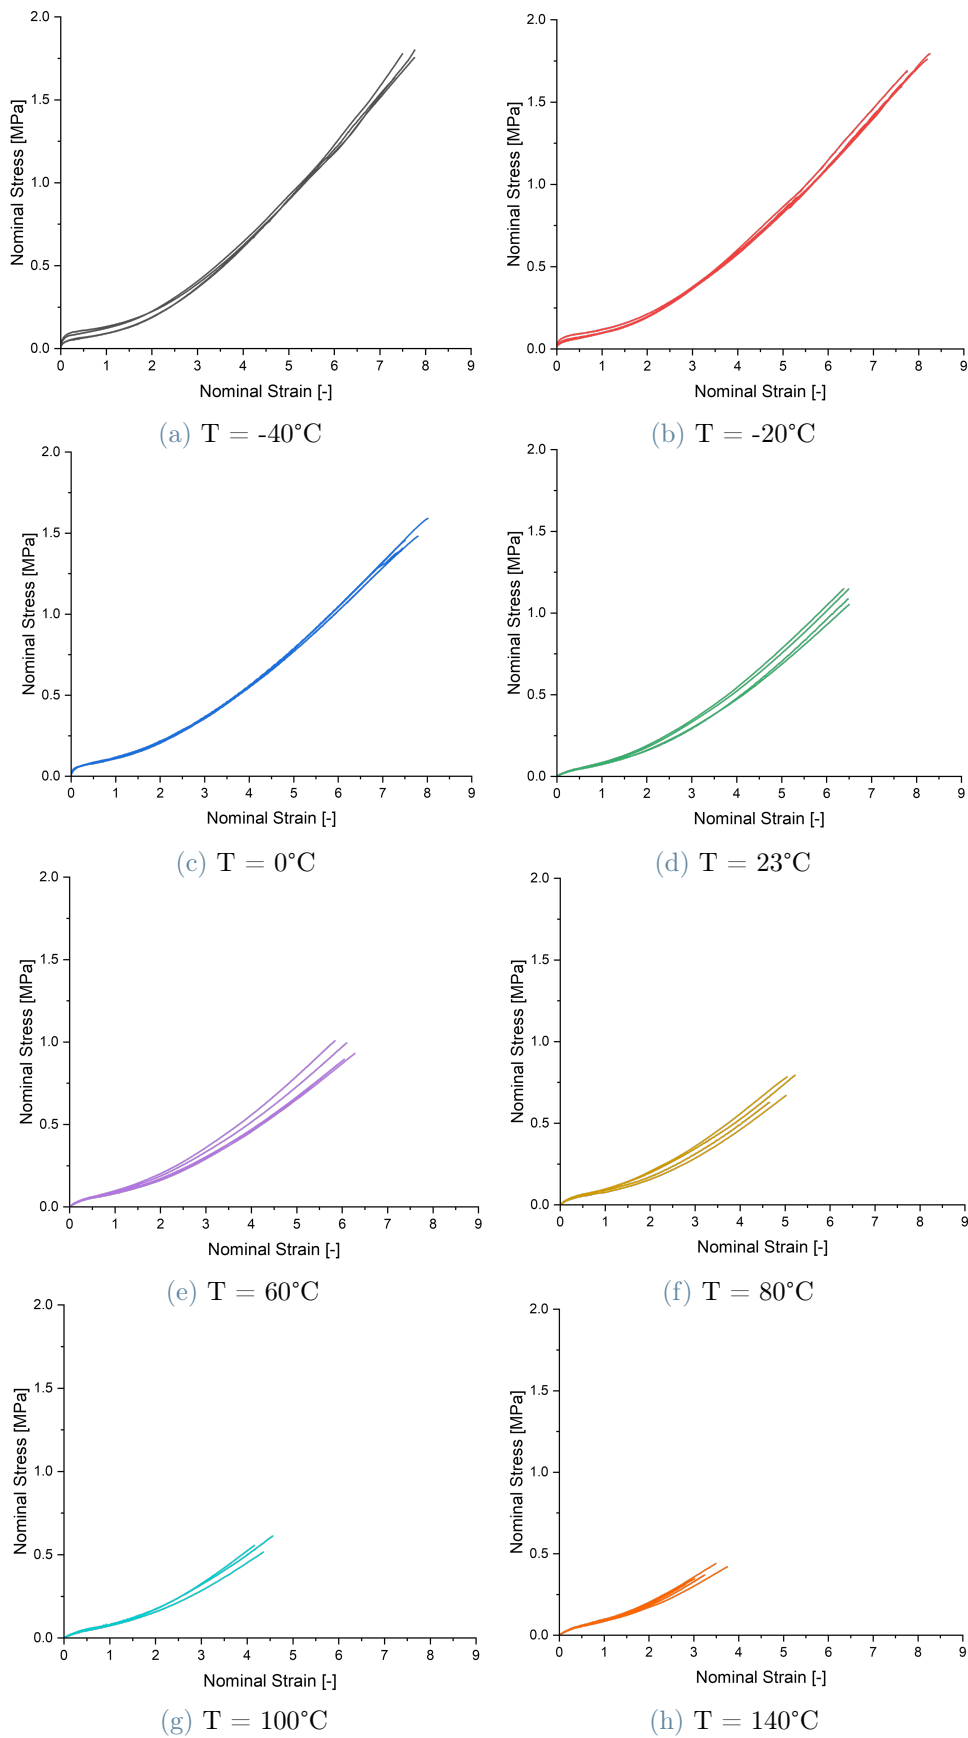 2.0
1.5
1.0
0.5
0.0
Nominal Stress [MPa]
0 1 2 3 4 5 6 7 8 9
Nominal Strain [-]
(a) T = -40°C
2.0
1.5
1.0
0.5
0.0
Nominal Stress [MPa]
0 1 2 3 4 5 6 7 8 9
Nominal Strain [-]
(b) T = -20°C
2.0
1.5
1.0
0.5
0.0
Nominal Stress [MPa]
0 1 2 3 4 5 6 7 8 9
Nominal Strain [-]
(c) T = 0°C
2.0
1.5
1.0
0.5
0.0
Nominal Stress [MPa]
0 1 2 3 4 5 6 7 8 9
Nominal Strain [-]
(d) T = 23°C
2.0
1.5
1.0
0.5
0.0
Nominal Stress [MPa]
0 1 2 3 4 5 6 7 8 9
Nominal Strain [-]
(e) T = 60°C
2.0
1.5
1.0
0.5
0.0
Nominal Stress [MPa]
0 1 2 3 4 5 6 7 8 9
Nominal Strain [-]
(f) T = 80°C
2.0
1.5
1.0
0.5
0.0
Nominal Stress [MPa]
0 1 2 3 4 5 6 7 8 9
Nominal Strain [-]
(g) T = 100°C
2.0
1.5
1.0
0.5
0.0
Nominal Stress [MPa]
0 1 2 3 4 5 6 7 8 9
Nominal Strain [-]
(h) T = 140°C